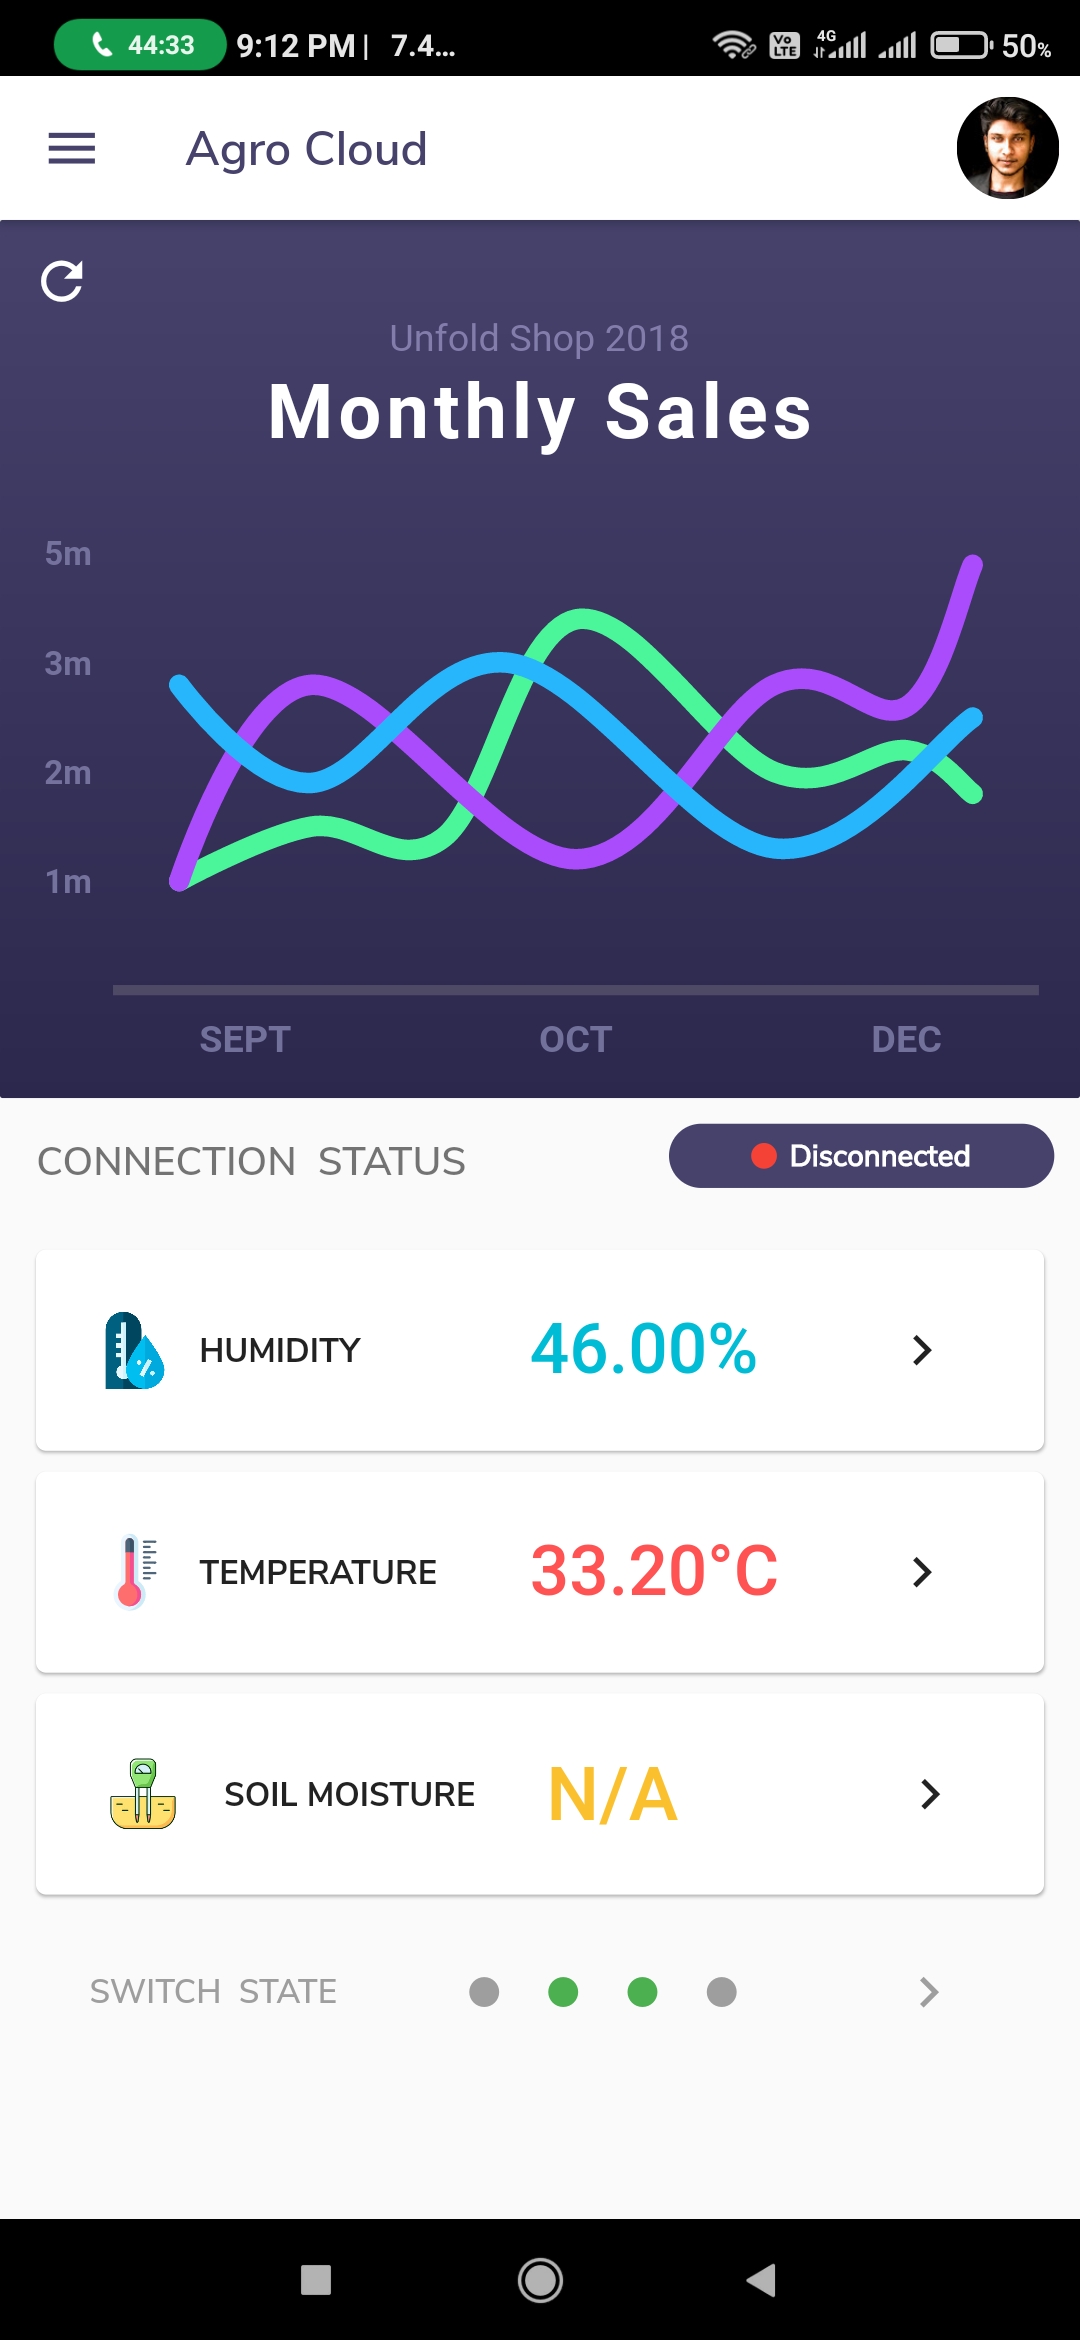 44:33 9:12 PM | 7.4... Vo LTE 4G 50%
Agro Cloud
Unfold Shop 2018
Monthly Sales
5m
3m
2m
1m
SEPT OCT DEC
CONNECTION STATUS Disconnected
HUMIDITY 46.00%
TEMPERATURE 33.20°C
SOIL MOISTURE N/A
SWITCH STATE